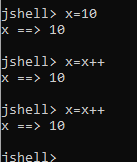 jshell> x=10
x ==> 10
jshell> x=x++
x ==> 10
jshell> x=x++
x ==> 10
jshell>